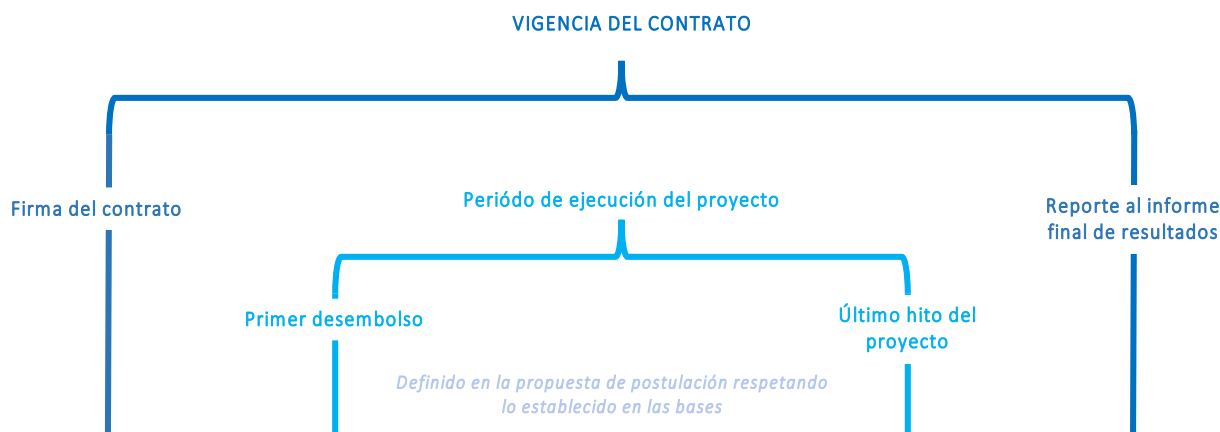 VIGENCIA DEL CONTRATO
Firma del contrato
Periódo de ejecución del proyecto
Reporte al informe
final de resultados
Primer desembolso
Último hito del
proyecto
Definido en la propuesta de postulación respetando
lo establecido en las bases